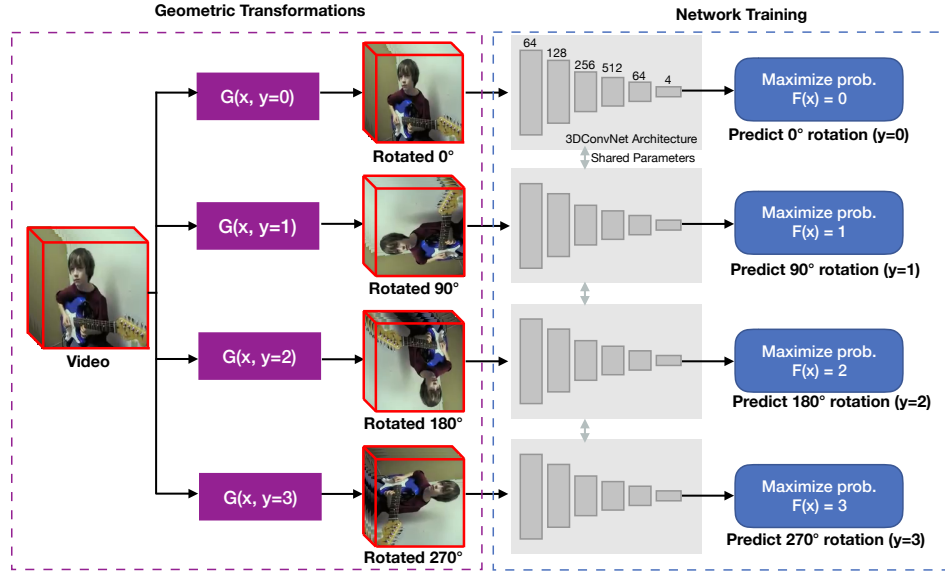 Geometric Transformations
Network Training
G(x, y=0)
Rotated 0°
64
128
256
512
64
4
3DConvNet Architecture
Maximize prob.
F(x) = 0
Predict 0° rotation (y=0)
Shared Parameters
G(x, y=1)
Rotated 90°
Maximize prob.
F(x) = 1
Predict 90° rotation (y=1)
Video
G(x, y=2)
Rotated 180°
Maximize prob.
F(x) = 2
Predict 180° rotation (y=2)
G(x, y=3)
Rotated 270°
Maximize prob.
F(x) = 3
Predict 270° rotation (y=3)